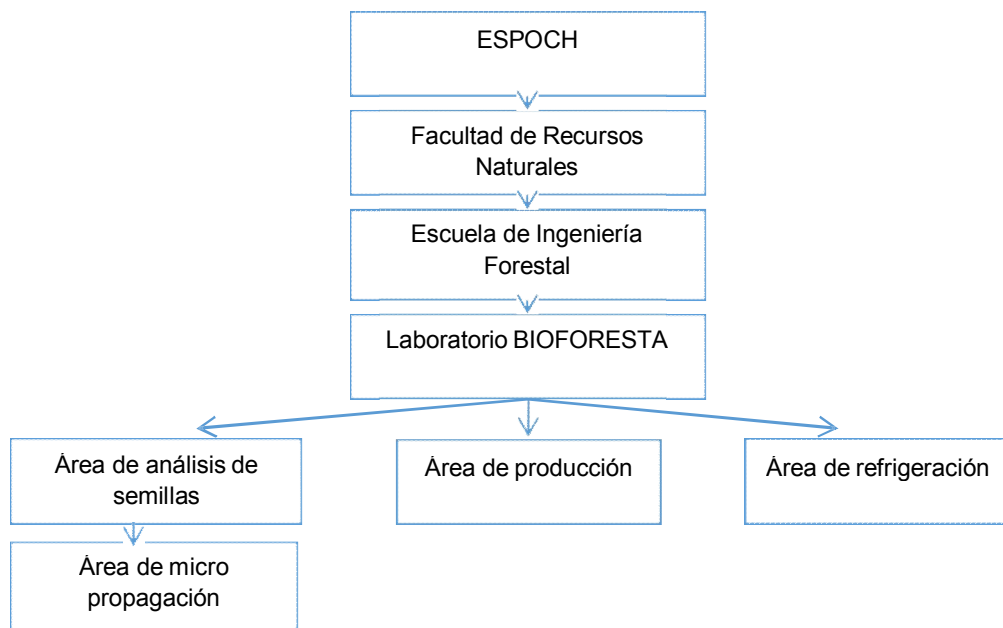 ESPOCH
Facultad de Recursos
Naturales
Escuela de Ingeniería
Forestal
Laboratorio BIOFORESTA
Área de análisis de
semillas
Área de producción
Área de refrigeración
Área de micro
propagación